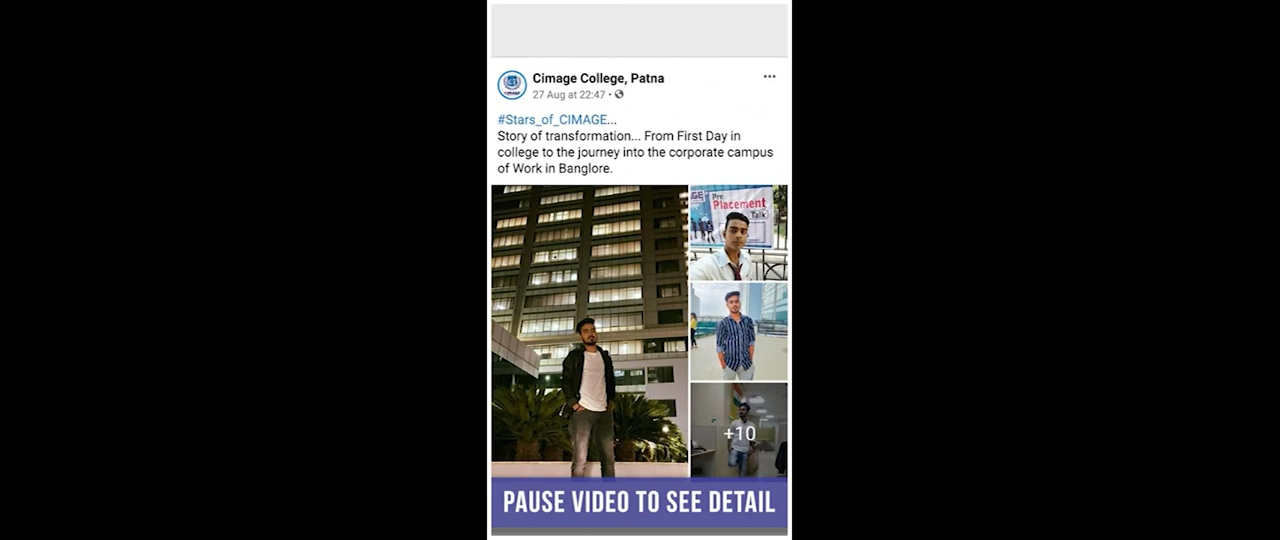 Cimage College, Patna
27 Aug at 22:47
#Stars_of_CIMAGE...
Story of transformation... From First Day in
college to the journey into the corporate campus
of Work in Banglore.
Pre
Placement
Talk
+10
PAUSE VIDEO TO SEE DETAIL